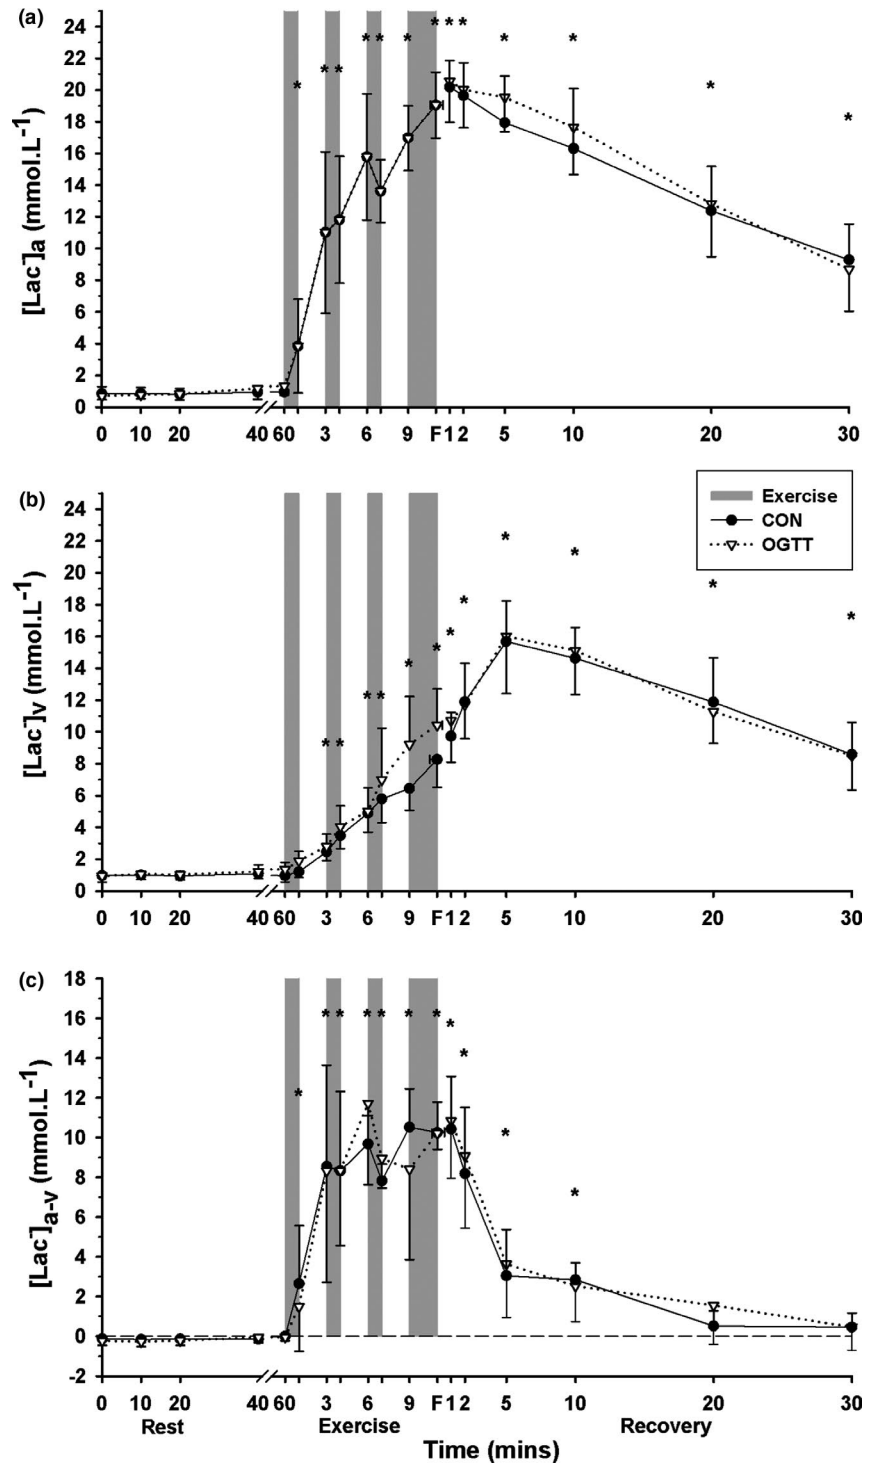 (a)
[Lac-]a (mmol.L-1)
24
22
20
18
16
14
12
10
8
6
4
2
0
* * * * * * * * * * * * *
0 10 20 40 60 3 6 9 F 1 2 5 10 20 30
(b)
[Lac-]v (mmol.L-1)
24
22
20
18
16
14
12
10
8
6
4
2
0
Exercise
CON
OGTT
* * * * * * * * * * * *
0 10 20 40 60 3 6 9 F 1 2 5 10 20 30
(c)
[Lac-]a-v (mmol.L-1)
18
16
14
12
10
8
6
4
2
0
-2
* * * * * * * * * * *
0 10 20 40 60 3 6 9 F 1 2 5 10 20 30
Rest Exercise Recovery
Time (mins)